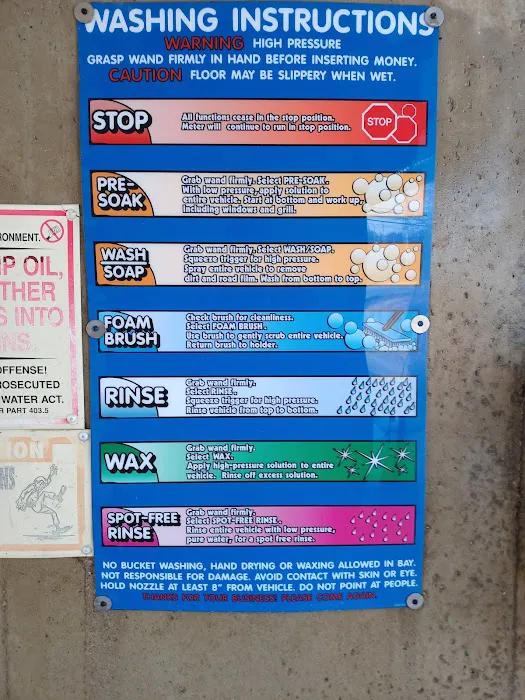 WASHING INSTRUCTIONS
WARNING HIGH PRESSURE
GRASP WAND FIRMLY IN HAND BEFORE INSERTING MONEY.
CAUTION FLOOR MAY BE SLIPPERY WHEN WET.
STOP
All functions cease in the stop position.
Meter will continue to run in stop position.
STOP
PRE-
SOAK
Grab wand firmly. Select PRE-SOAK.
With low pressure, apply solution to
entire vehicle. Start at bottom and work up,
including windows and grill.
WASH
SOAP
Grab wand firmly. Select WASH/SOAP.
Squeeze trigger for high pressure.
Spray entire vehicle to remove
dirt and road film. Wash from bottom to top.
FOAM
BRUSH
Check brush for cleanliness.
Select FOAM BRUSH.
Use brush to gently scrub entire vehicle.
Return brush to holder.
RINSE
Grab wand firmly.
Select RINSE.
Squeeze trigger for high pressure.
Rinse vehicle from top to bottom.
WAX
Grab wand firmly.
Select WAX.
Apply high-pressure solution to entire
vehicle. Rinse off excess solution.
SPOT-FREE
RINSE
Grab wand firmly.
Select SPOT-FREE RINSE.
Rinse entire vehicle with low pressure,
pure water, for a spot free rinse.
NO BUCKET WASHING, HAND DRYING OR WAXING ALLOWED IN BAY.
NOT RESPONSIBLE FOR DAMAGE. AVOID CONTACT WITH SKIN OR EYE.
HOLD NOZZLE AT LEAST 8" FROM VEHICLE. DO NOT POINT AT PEOPLE.
THANKS FOR YOUR BUSINESS! PLEASE COME AGAIN.
RONMENT.
P OIL,
THER
S INTO
NS.
OFFENSE!
ROSECUTED
WATER ACT.
R PART 403.5
ION
NS